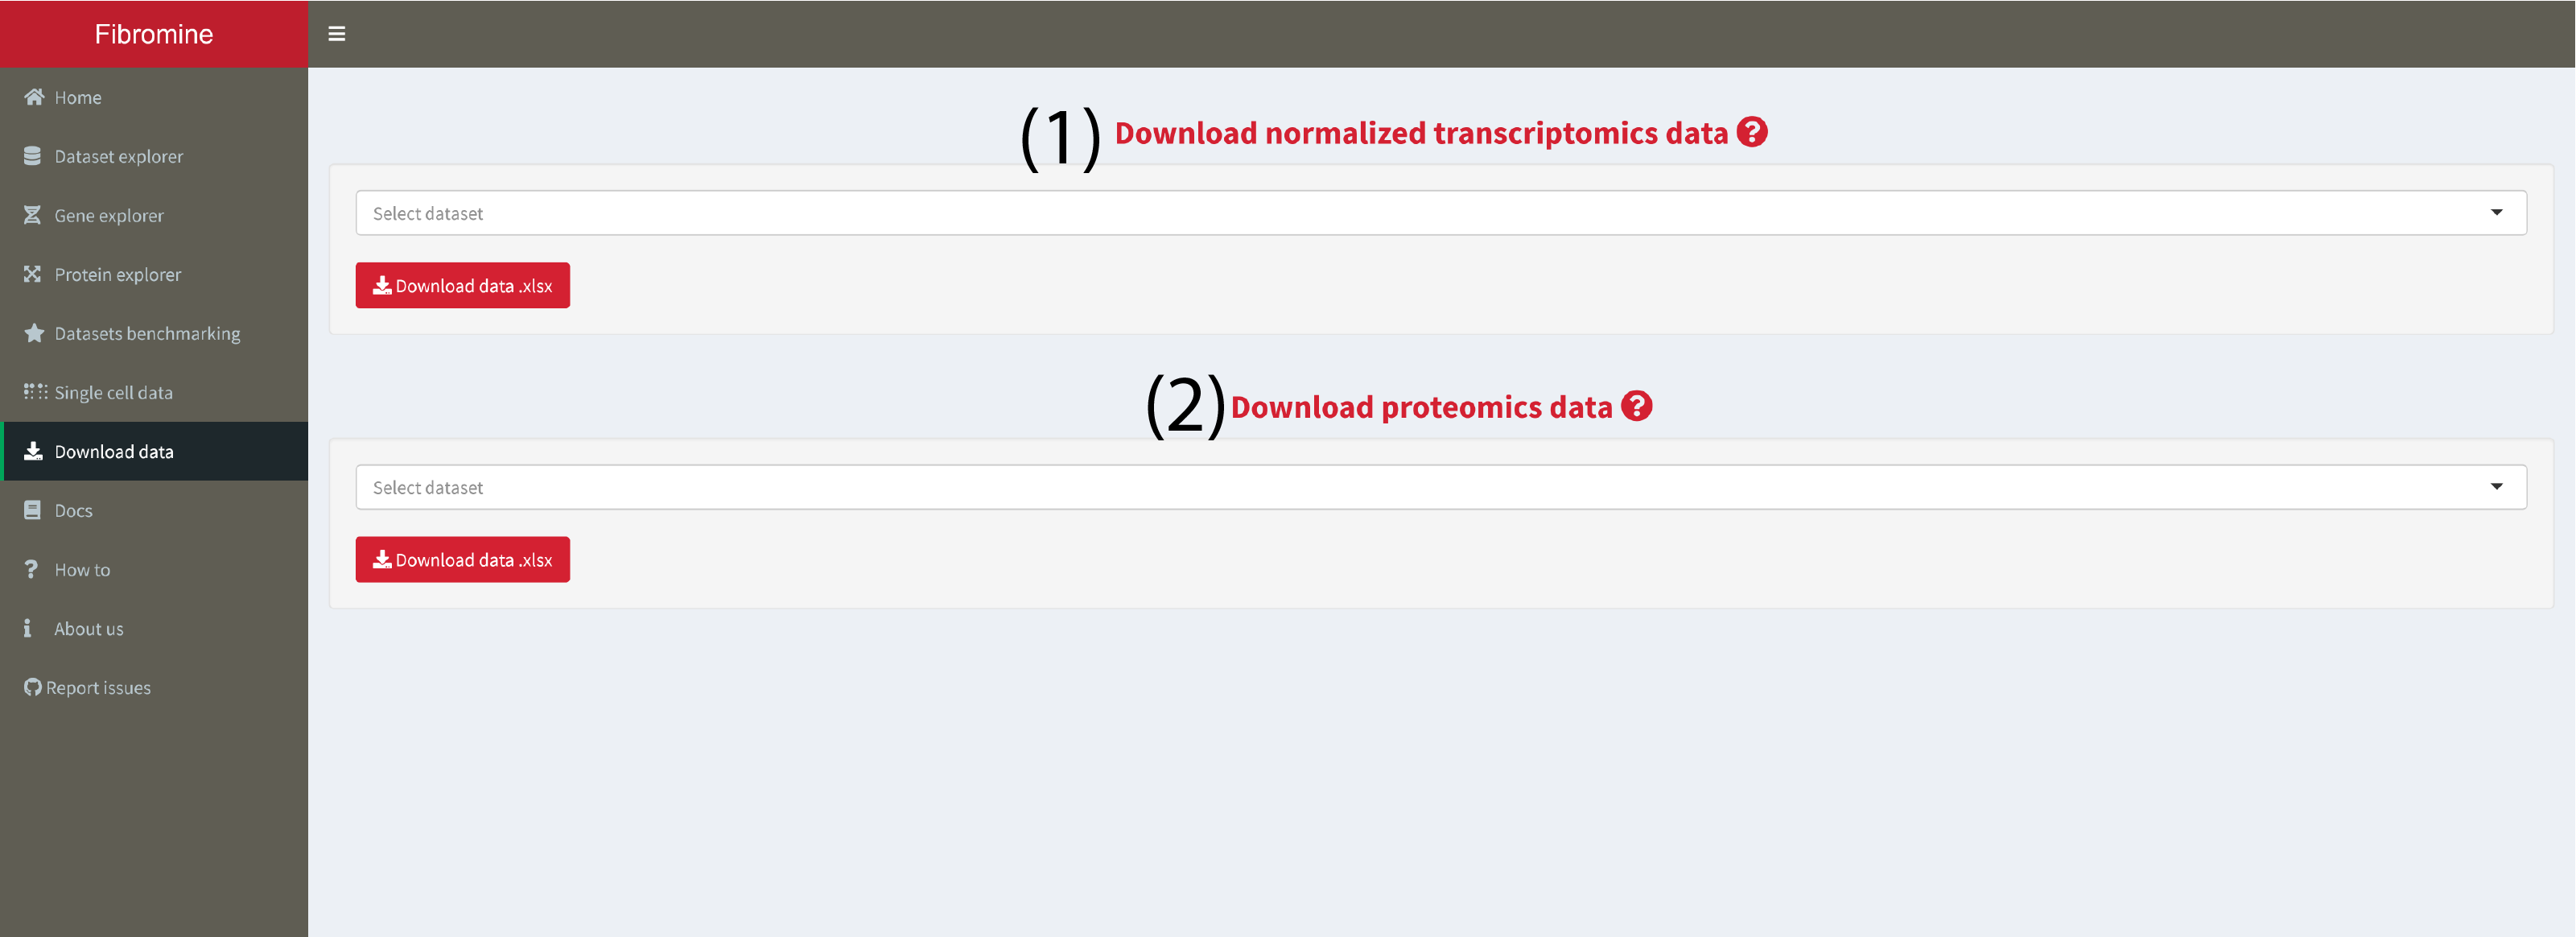 Fibromine
Home
Dataset explorer
Gene explorer
Protein explorer
Datasets benchmarking
Single cell data
Download data
Docs
How to
About us
Report issues
(1) Download normalized transcriptomics data
Select dataset
Download data .xlsx
(2) Download proteomics data
Select dataset
Download data .xlsx